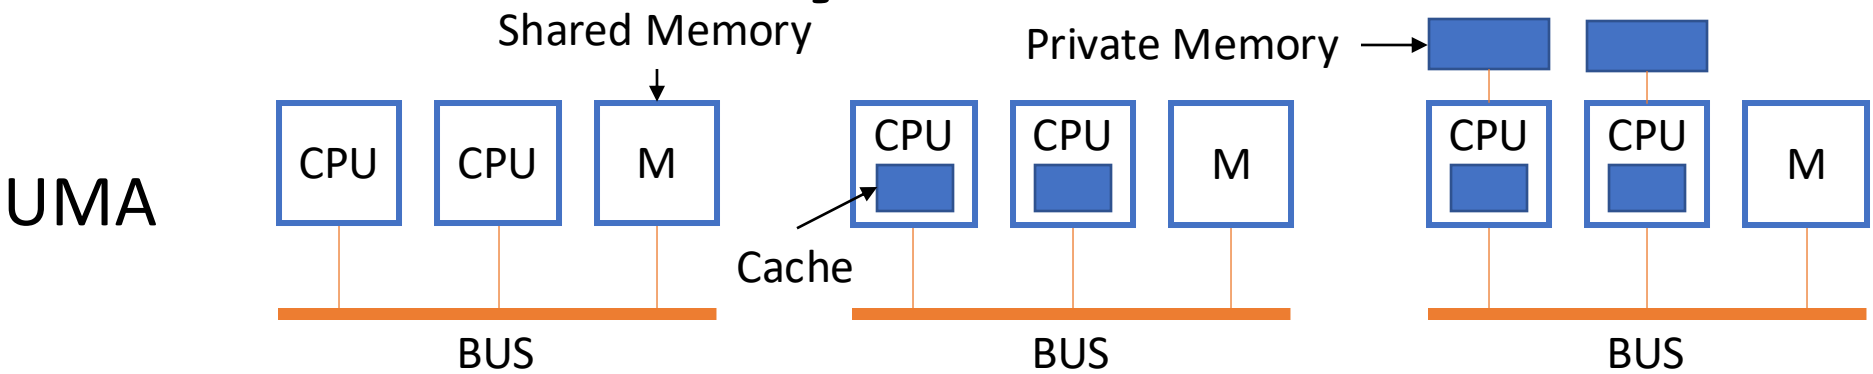 Shared Memory
Private Memory
UMA
CPU CPU M
CPU CPU M
CPU CPU M
Cache
BUS BUS BUS